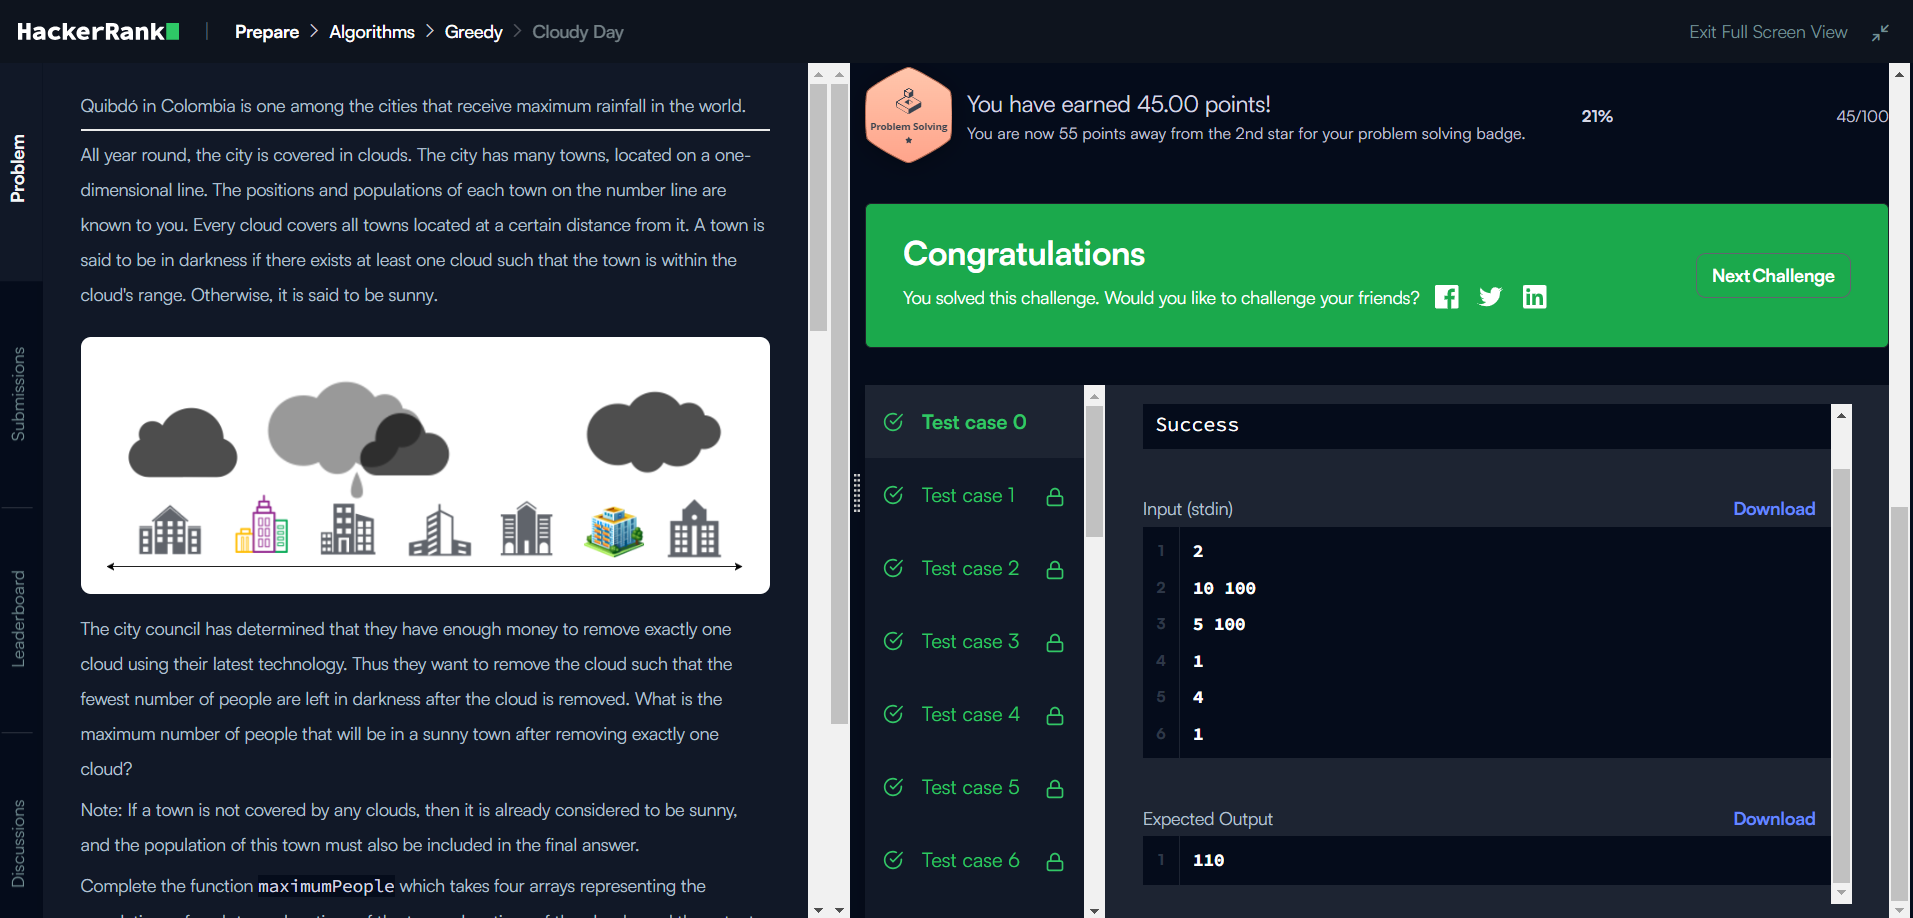 HackerRank
Prepare > Algorithms > Greedy > Cloudy Day
Exit Full Screen View
Problem
Submissions
Leaderboard
Discussions
Quibdó in Colombia is one among the cities that receive maximum rainfall in the world.
All year round, the city is covered in clouds. The city has many towns, located on a one-
dimensional line. The positions and populations of each town on the number line are
known to you. Every cloud covers all towns located at a certain distance from it. A town is
said to be in darkness if there exists at least one cloud such that the town is within the
cloud's range. Otherwise, it is said to be sunny.
The city council has determined that they have enough money to remove exactly one
cloud using their latest technology. Thus they want to remove the cloud such that the
fewest number of people are left in darkness after the cloud is removed. What is the
maximum number of people that will be in a sunny town after removing exactly one
cloud?
Note: If a town is not covered by any clouds, then it is already considered to be sunny,
and the population of this town must also be included in the final answer.
Complete the function maximumPeople which takes four arrays representing the
Problem Solving
You have earned 45.00 points!
You are now 55 points away from the 2nd star for your problem solving badge.
21%
45/100
Congratulations
You solved this challenge. Would you like to challenge your friends?
Next Challenge
Test case 0
Test case 1
Test case 2
Test case 3
Test case 4
Test case 5
Test case 6
Success
Input (stdin)
Download
1 2
2 10 100
3 5 100
4 1
5 4
6 1
Expected Output
Download
1 110